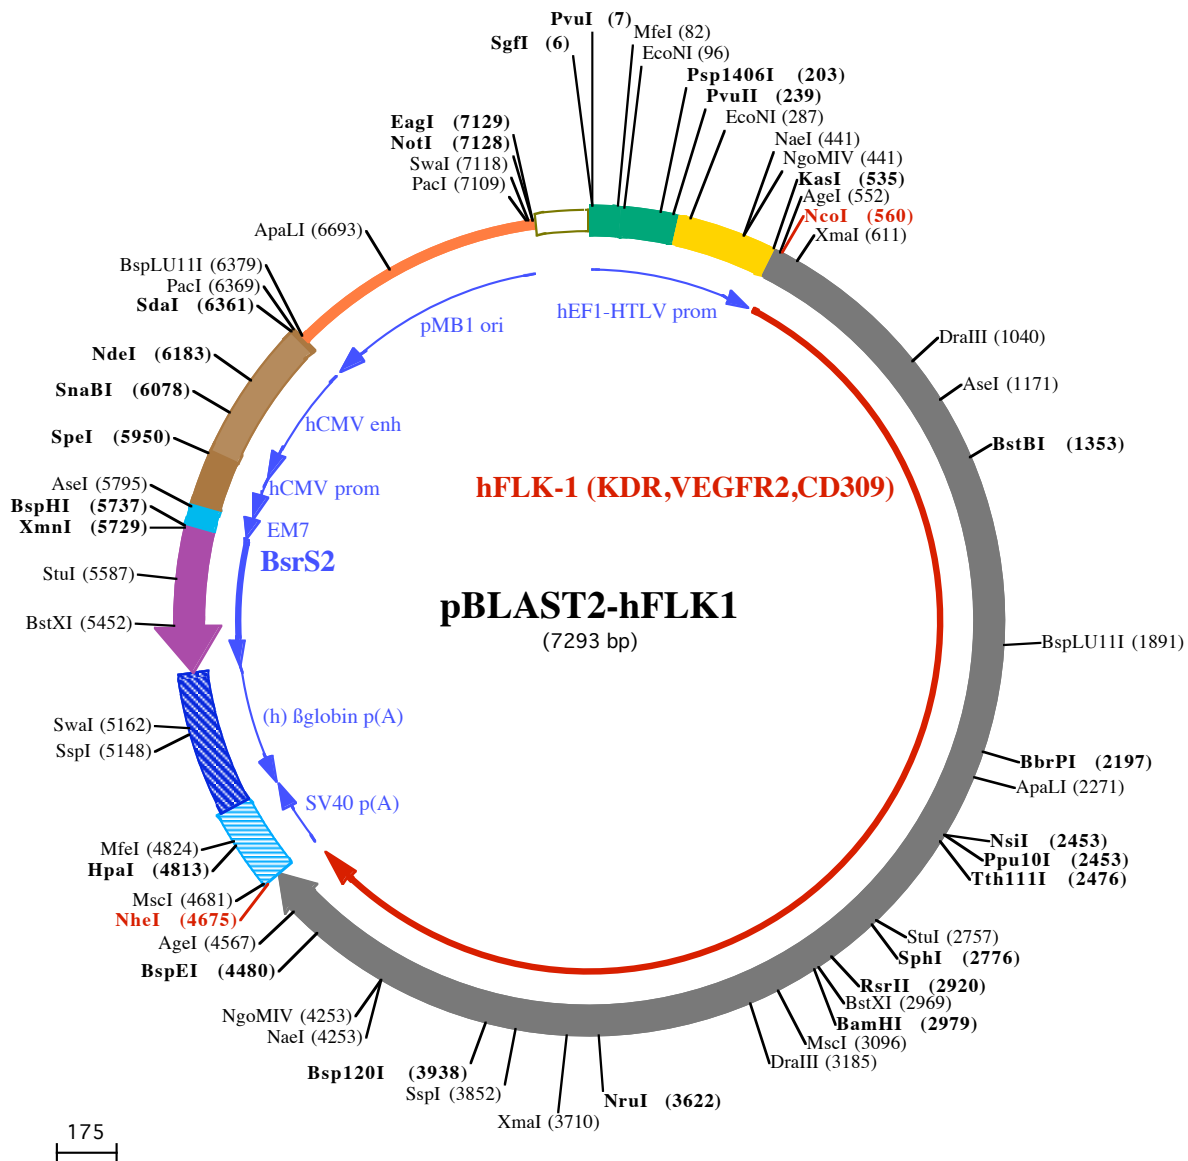 PvuI (7)
SgfI (6)
MfeI (82)
EcoNI (96)
Psp1406I (203)
PvuII (239)
EcoNI (287)
NaeI (441)
NgoMIV (441)
KasI (535)
AgeI (552)
NcoI (560)
XmaI (611)
DraIII (1040)
AseI (1171)
BstBI (1353)
BspLU11I (1891)
BbrPI (2197)
ApaLI (2271)
NsiI (2453)
Ppu10I (2453)
Tth111I (2476)
StuI (2757)
SphI (2776)
RsrII (2920)
BstXI (2969)
BamHI (2979)
MscI (3096)
DraIII (3185)
NruI (3622)
XmaI (3710)
SspI (3852)
Bsp120I (3938)
NaeI (4253)
NgoMIV (4253)
BspEI (4480)
AgeI (4567)
NheI (4675)
MscI (4681)
HpaI (4813)
MfeI (4824)
SspI (5148)
SwaI (5162)
BstXI (5452)
StuI (5587)
XmnI (5729)
BspHI (5737)
AseI (5795)
SpeI (5950)
SnaBI (6078)
NdeI (6183)
SdaI (6361)
PacI (6369)
BspLU11I (6379)
ApaLI (6693)
PacI (7109)
SwaI (7118)
NotI (7128)
EagI (7129)
hEF1-HTLV prom
pMB1 ori
hCMV enh
hCMV prom
EM7
BsrS2
(h) ßglobin p(A)
SV40 p(A)
hFLK-1 (KDR,VEGFR2,CD309)
pBLAST2-hFLK1
(7293 bp)
175